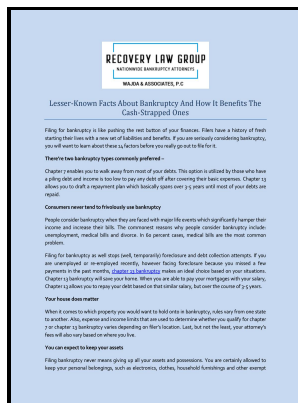 RECOVERY LAW GROUP
NATIONWIDE BANKRUPTCY ATTORNEYS
WAJDA & ASSOCIATES, P.C
Lesser-Known Facts About Bankruptcy And How It Benefits The
Cash-Strapped Ones
Filing for bankruptcy is like pushing the rest button of your finances. Filers have a history of fresh
starting their lives with a new set of liabilities and benefits. If you are seriously considering bankruptcy,
you will want to learn about these 14 factors before you really go out to file for it.
There're two bankruptcy types commonly preferred –
Chapter 7 enables you to walk away from most of your debts. This option is utilized by those who have
a piling debt and income is too low to pay any debt off after covering their basic expenses. Chapter 13
allows you to draft a repayment plan which basically spans over 3-5 years until most of your debts are
repaid.
Consumers never tend to frivolously use bankruptcy
People consider bankruptcy when they are faced with major life events which significantly hamper their
income and increase their bills. The commonest reasons why people consider bankruptcy include:
unemployment, medical bills and divorce. In 60 percent cases, medical bills are the most common
problem.
Filing for bankruptcy as well stops (well, temporarily) foreclosure and debt collection attempts. If you
are unemployed or re-employed recently, however facing foreclosure because you missed a few
payments in the past months, chapter 13 bankruptcy makes an ideal choice based on your situations.
Chapter 13 bankruptcy will save your home. When you are able to pay your mortgage with your salary,
Chapter 13 allows you to repay your debt based on that similar salary, but over the course of 3-5 years.
Your house does matter
When it comes to which property you would want to hold onto in bankruptcy, rules vary from one state
to another. Also, expense and income limits that are used to determine whether you qualify for chapter
7 or chapter 13 bankruptcy varies depending on filer's location. Last, but not the least, your attorney's
fees will also vary based on where you live.
You can expect to keep your assets
Filing bankruptcy never means giving up all your assets and possessions. You are certainly allowed to
keep your personal belongings, such as electronics, clothes, household furnishings and other exempt